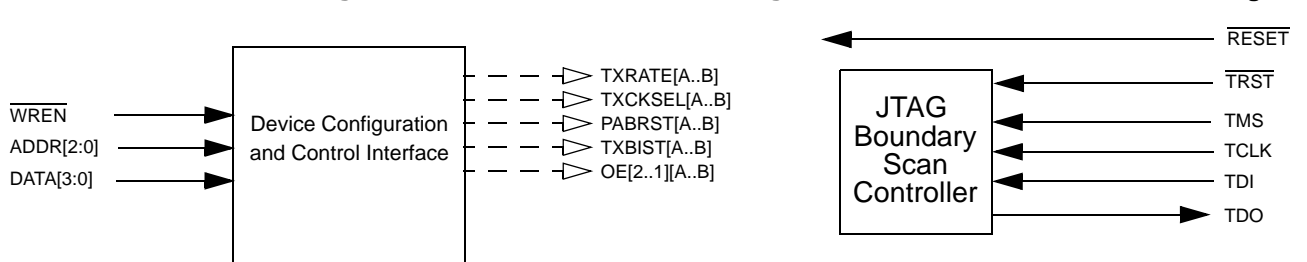 WREN
ADDR[2:0]
DATA[3:0]
Device Configuration
and Control Interface
TXRATE[A..B]
TXCKSEL[A..B]
PABRST[A..B]
TXBIST[A..B]
OE[2..1][A..B]
RESET
JTAG
Boundary
Scan
Controller
TRST
TMS
TCLK
TDI
TDO